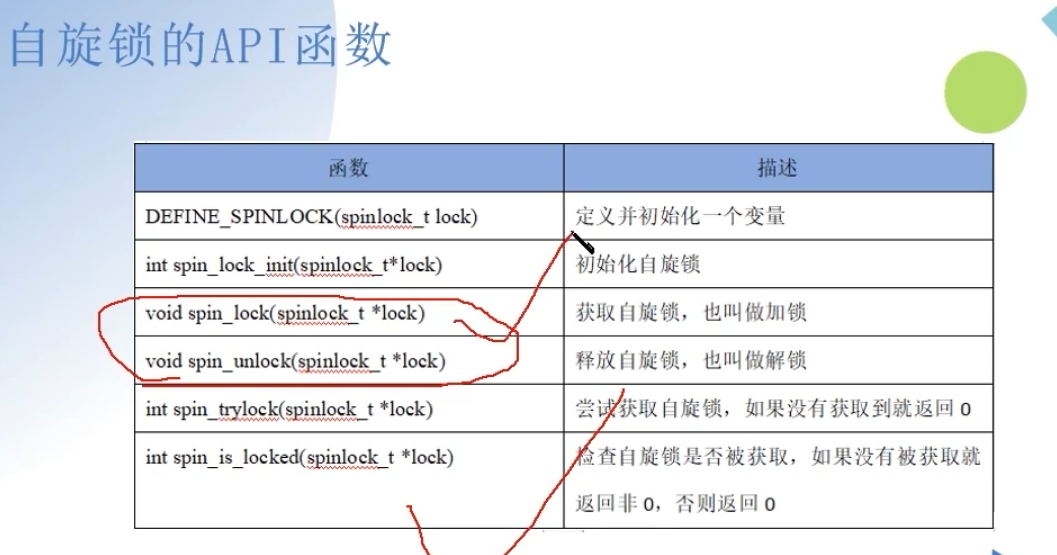 自旋锁的API函数
函数 描述
DEFINE_SPINLOCK(spinlock_t lock) 定义并初始化一个变量
int spin_lock_init(spinlock_t*lock) 初始化自旋锁
void spin_lock(spinlock_t *lock) 获取自旋锁，也叫做加锁
void spin_unlock(spinlock_t *lock) 释放自旋锁，也叫做解锁
int spin_trylock(spinlock_t *lock) 尝试获取自旋锁，如果没有获取到就返回 0
int spin_is_locked(spinlock_t *lock) 检查自旋锁是否被获取，如果没有被获取就
返回非 0，否则返回 0